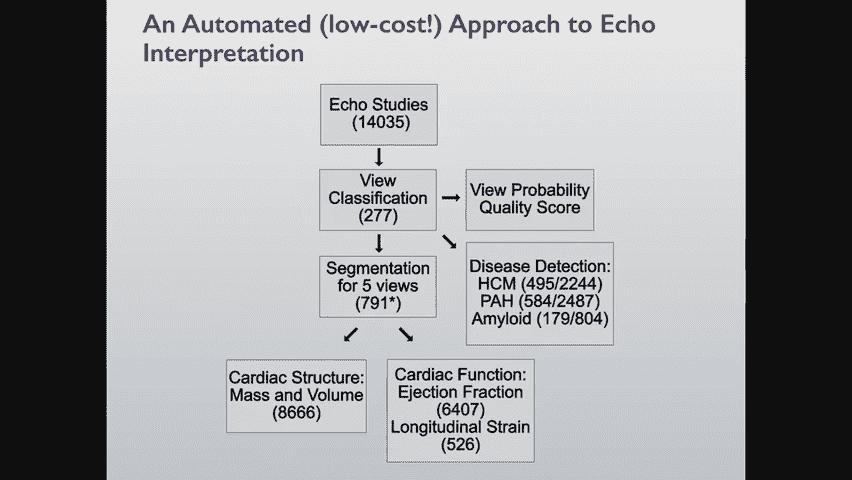 An Automated (low-cost!) Approach to Echo
Interpretation
Echo Studies
(14035)
View
Classification
(277)
View Probability
Quality Score
Segmentation
for 5 views
(791*)
Disease Detection:
HCM (495/2244)
PAH (584/2487)
Amyloid (179/804)
Cardiac Structure:
Mass and Volume
(8666)
Cardiac Function:
Ejection Fraction
(6407)
Longitudinal Strain
(526)